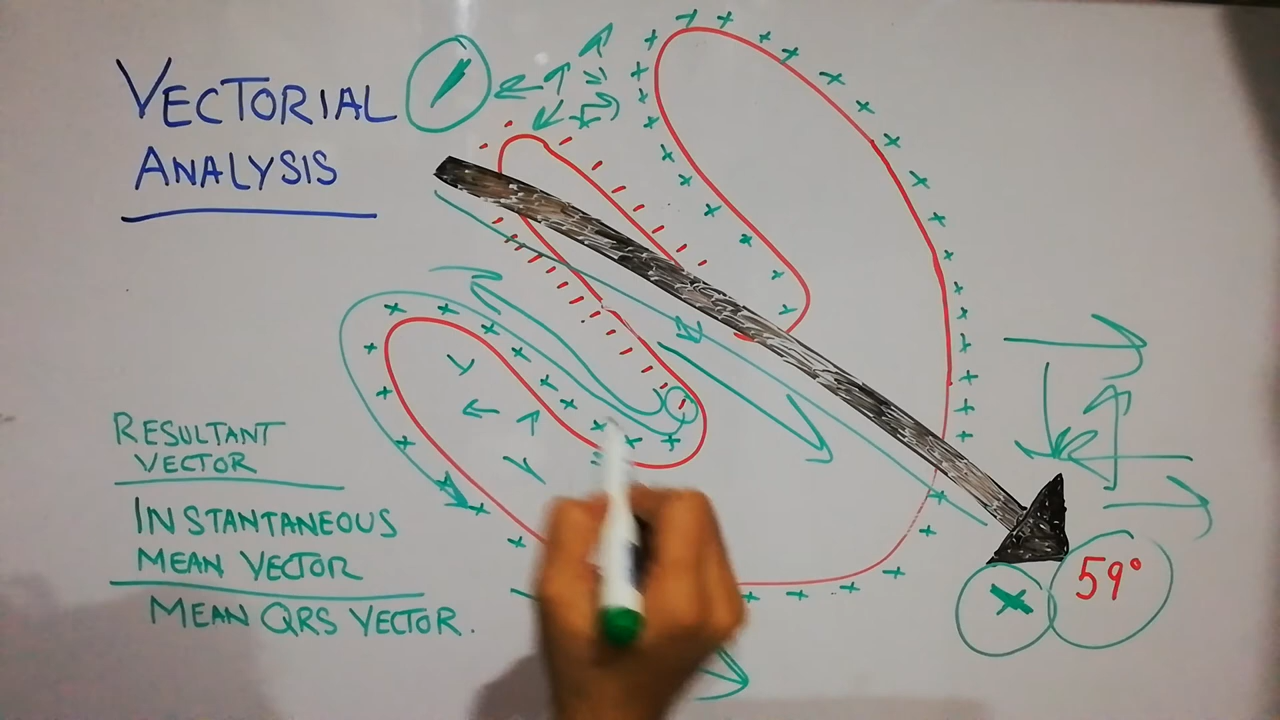 VECTORIAL
ANALYSIS
RESULTANT
VECTOR
INSTANTANEOUS
MEAN VECTOR
MEAN QRS VECTOR.
59°